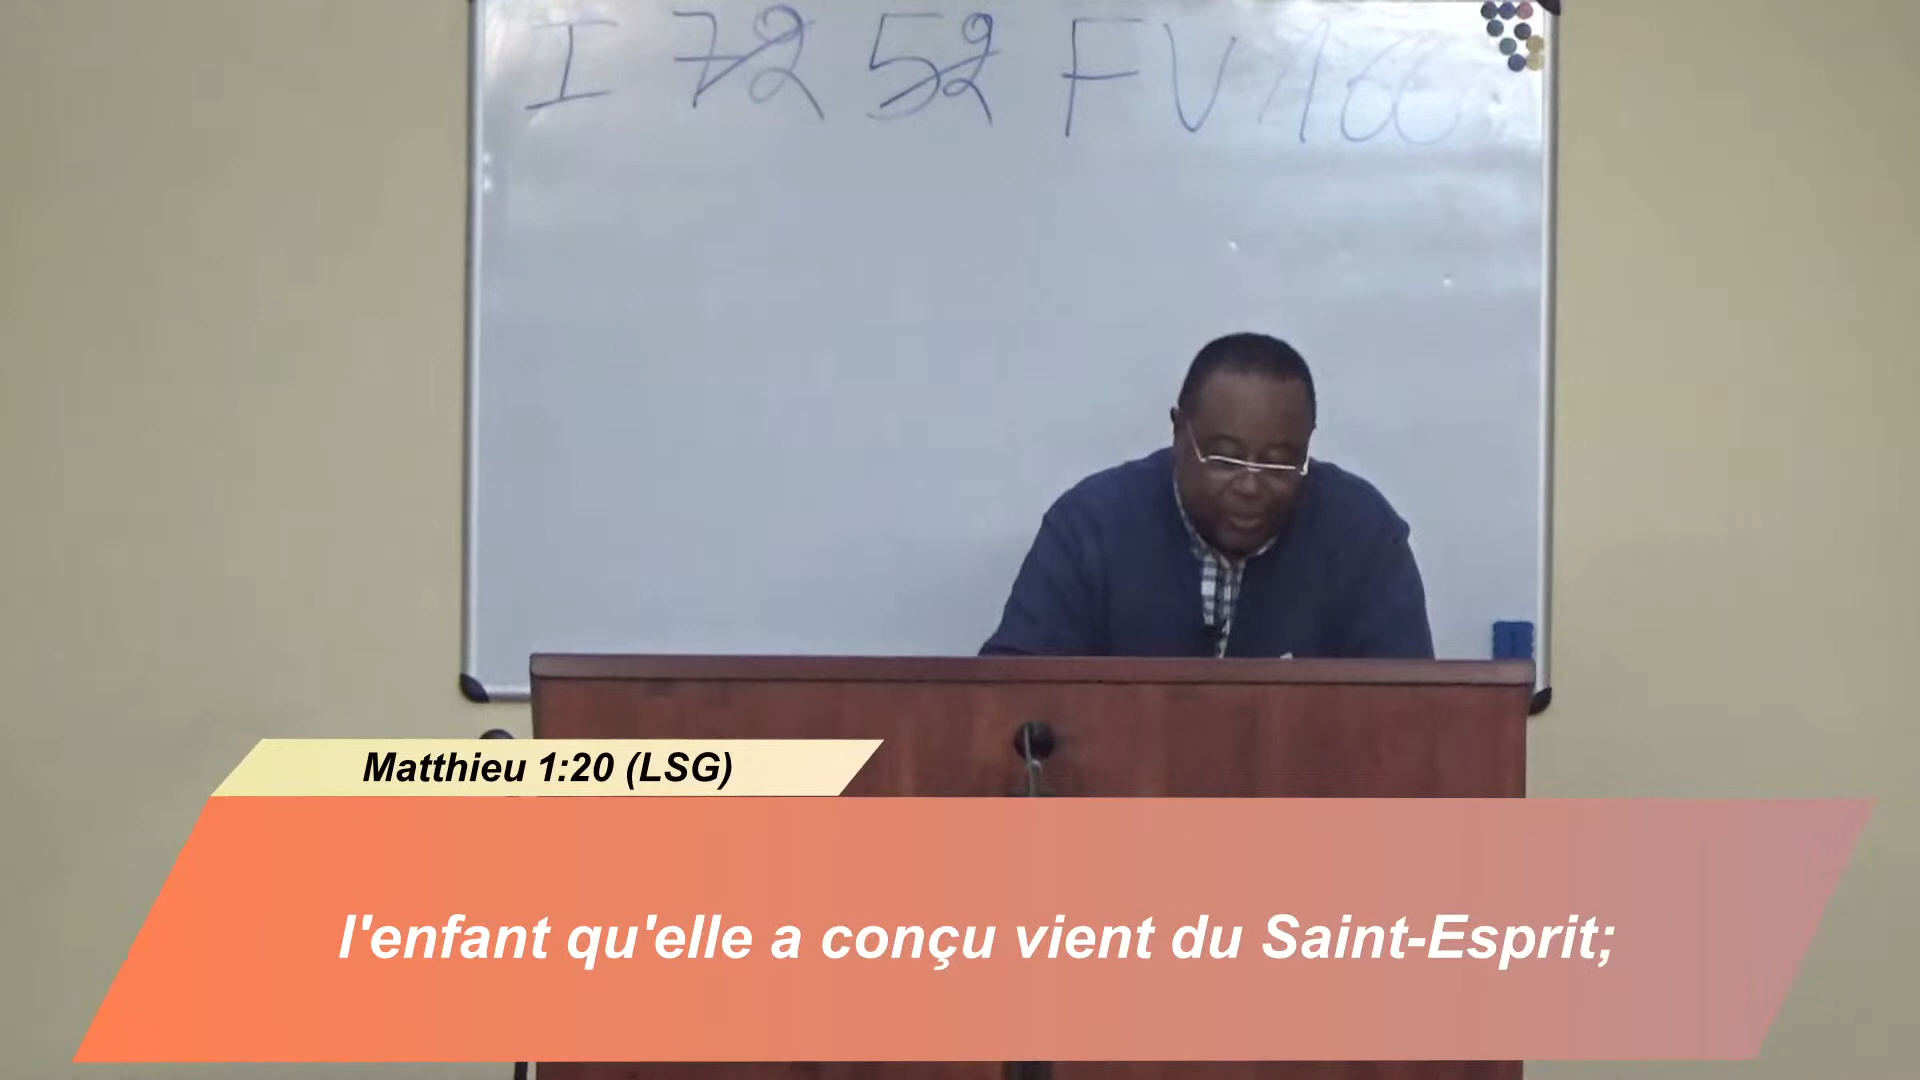 I 72 52 FV 166
Matthieu 1:20 (LSG)
l'enfant qu'elle a conçu vient du Saint-Esprit;